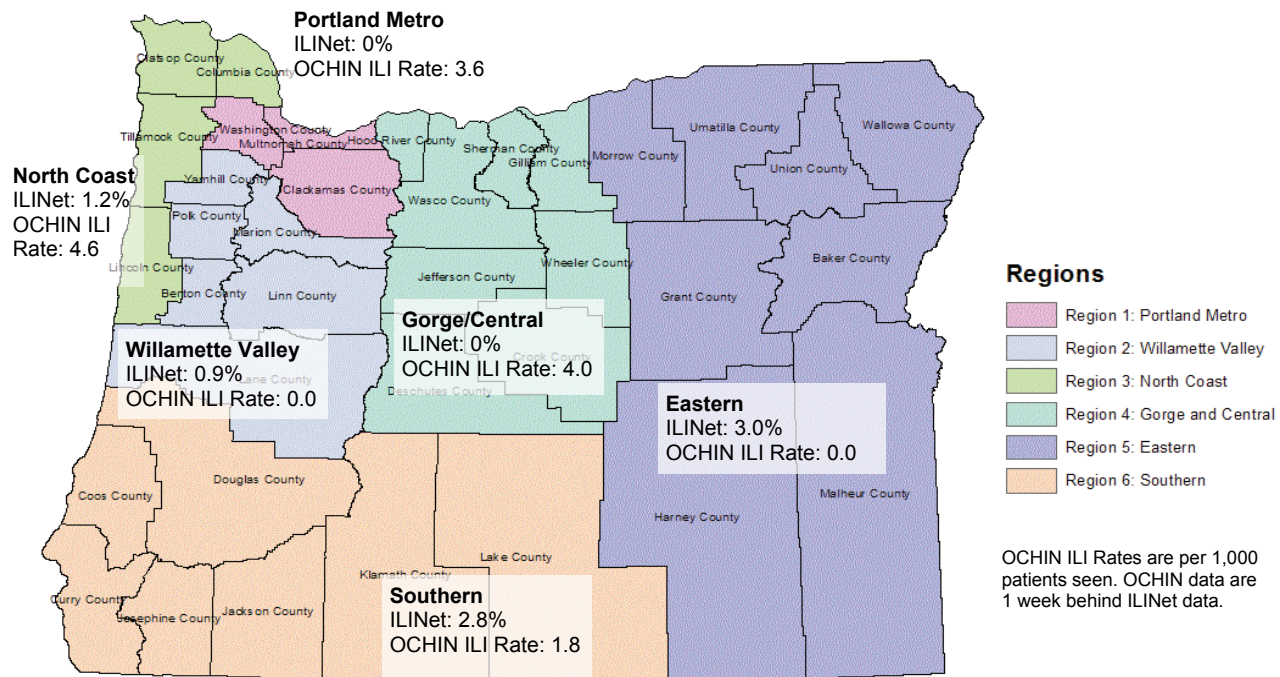 Portland Metro
ILINet: 0%
OCHIN ILI Rate: 3.6
Clatsop County
Columbia County
Tillamook County
Washington County
Multnomah County
Hood River County
Sherman County
Gilliam County
Morrow County
Umatilla County
Wallowa County
Union County
North Coast
ILINet: 1.2%
OCHIN ILI
Rate: 4.6
Yamhill County
Clackamas County
Wasco County
Polk County
Marion County
Lincoln County
Benton County
Linn County
Jefferson County
Wheeler County
Grant County
Baker County
Willamette Valley
ILINet: 0.9%
OCHIN ILI Rate: 0.0
Lane County
Gorge/Central
ILINet: 0%
OCHIN ILI Rate: 4.0
Crook County
Deschutes County
Eastern
ILINet: 3.0%
OCHIN ILI Rate: 0.0
Coos County
Douglas County
Malheur County
Harney County
Lake County
Klamath County
Curry County
Josephine County
Jackson County
Southern
ILINet: 2.8%
OCHIN ILI Rate: 1.8
Regions
Region 1: Portland Metro
Region 2: Willamette Valley
Region 3: North Coast
Region 4: Gorge and Central
Region 5: Eastern
Region 6: Southern
OCHIN ILI Rates are per 1,000
patients seen. OCHIN data are
1 week behind ILINet data.